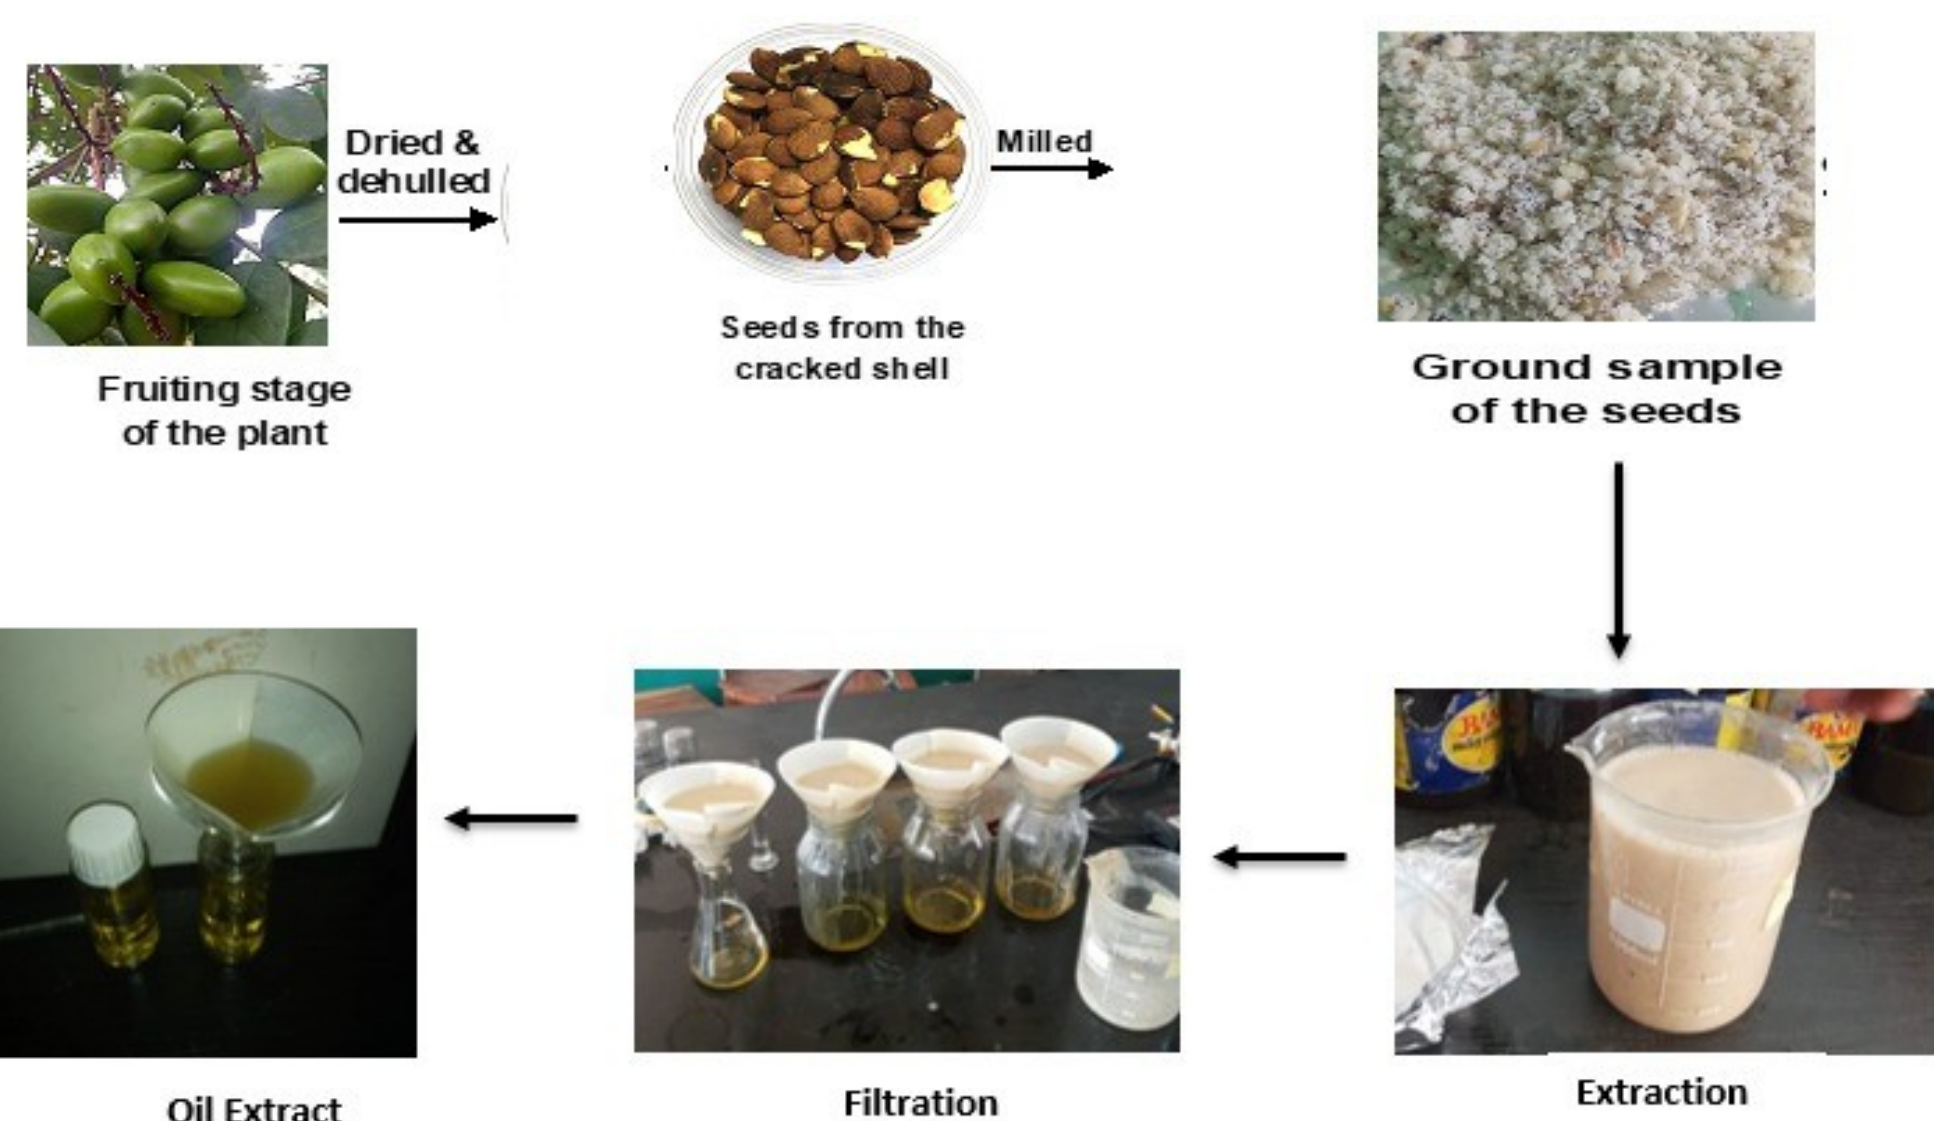 Dried &
dehulled
Milled
Fruiting stage
of the plant
Seeds from the
cracked shell
Ground sample
of the seeds
Oil Extract
Filtration
Extraction